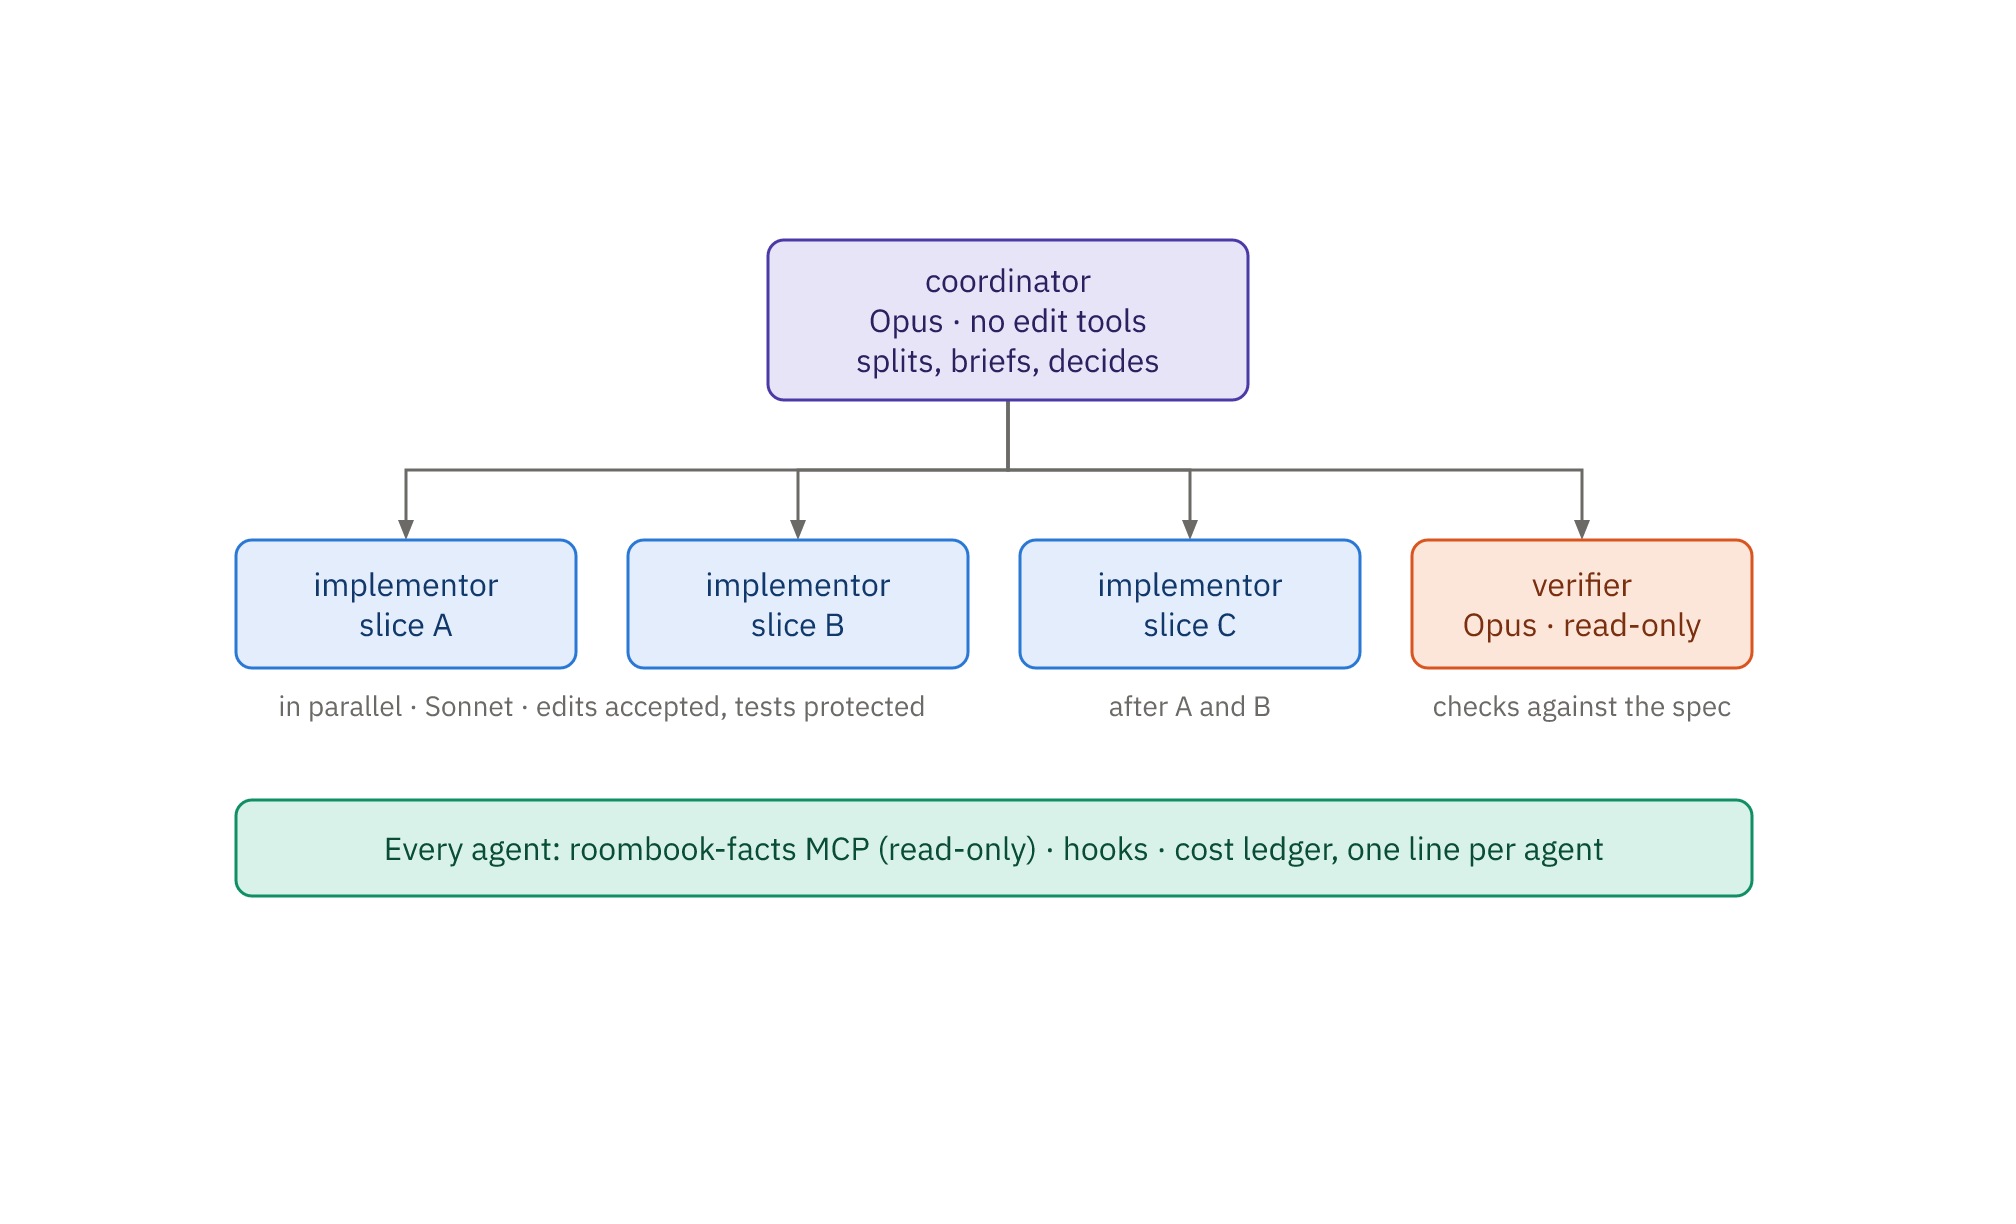 coordinator
Opus · no edit tools
splits, briefs, decides
implementor
slice A
implementor
slice B
implementor
slice C
verifier
Opus · read-only
in parallel · Sonnet · edits accepted, tests protected
after A and B
checks against the spec
Every agent: roombook-facts MCP (read-only) · hooks · cost ledger, one line per agent